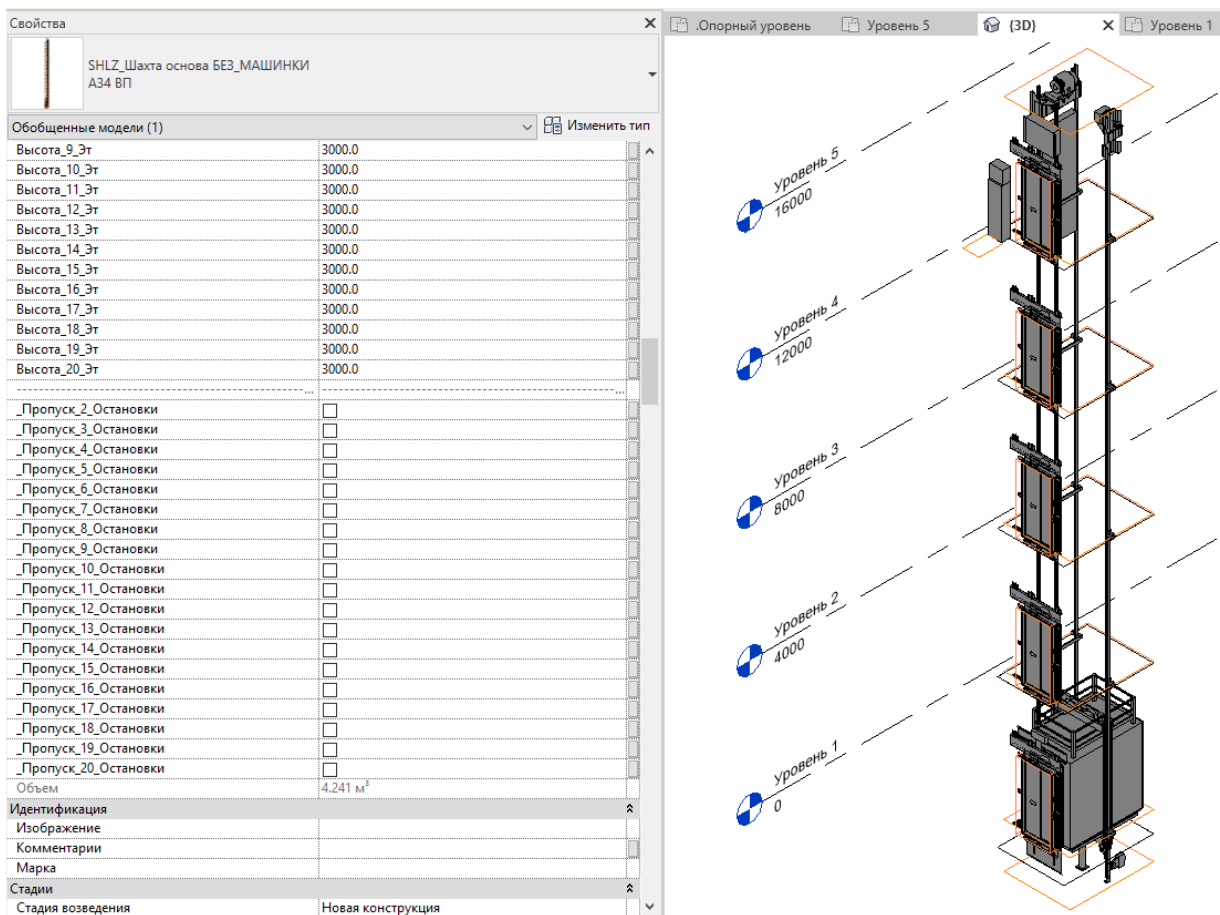 Свойства
SHLZ_Шахта основа БЕЗ_МАШИНКИ
А34 ВП
Обобщенные модели (1)
Изменить тип
Высота_9_Эт 3000.0
Высота_10_Эт 3000.0
Высота_11_Эт 3000.0
Высота_12_Эт 3000.0
Высота_13_Эт 3000.0
Высота_14_Эт 3000.0
Высота_15_Эт 3000.0
Высота_16_Эт 3000.0
Высота_17_Эт 3000.0
Высота_18_Эт 3000.0
Высота_19_Эт 3000.0
Высота_20_Эт 3000.0
_Пропуск_2_Остановки
_Пропуск_3_Остановки
_Пропуск_4_Остановки
_Пропуск_5_Остановки
_Пропуск_6_Остановки
_Пропуск_7_Остановки
_Пропуск_8_Остановки
_Пропуск_9_Остановки
_Пропуск_10_Остановки
_Пропуск_11_Остановки
_Пропуск_12_Остановки
_Пропуск_13_Остановки
_Пропуск_14_Остановки
_Пропуск_15_Остановки
_Пропуск_16_Остановки
_Пропуск_17_Остановки
_Пропуск_18_Остановки
_Пропуск_19_Остановки
_Пропуск_20_Остановки
Объем 4.241 м³
Идентификация
Изображение
Комментарии
Марка
Стадии
Стадия возведения Новая конструкция
.Опорный уровень Уровень 5 {3D} Уровень 1
Уровень 5
16000
Уровень 4
12000
Уровень 3
8000
Уровень 2
4000
Уровень 1
0